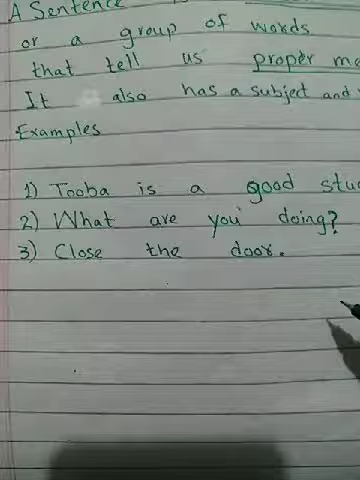 A Sentence
or a group of words
that tell us proper
It also has a subject and
Examples
1) Tooba is a good
2) What are you doing?
3) Close the door.